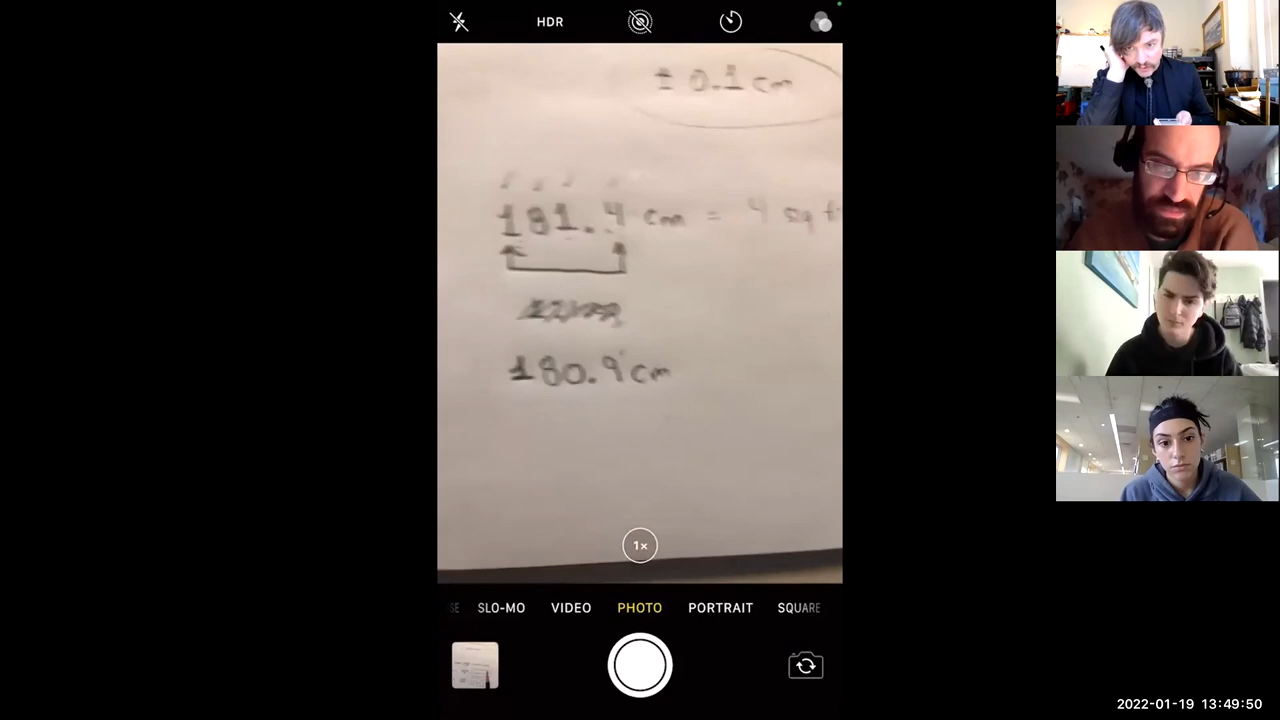 HDR
± 0.1 cm
181.4 cm = 4 sq f
180.9 cm
1×
SLO-MO VIDEO PHOTO PORTRAIT SQUARE
2022-01-19 13:49:50